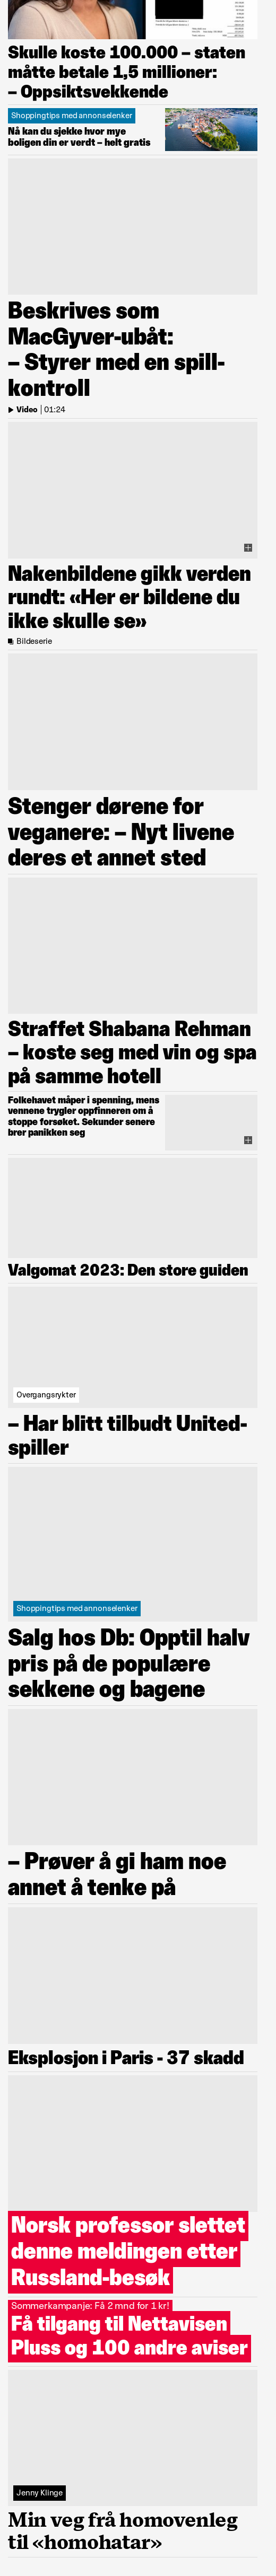 Skulle koste 100.000 – staten
måtte betale 1,5 millioner:
– Oppsiktsvekkende
Shoppingtips med annonselenker
Nå kan du sjekke hvor mye
boligen din er verdt – helt gratis
Beskrives som
MacGyver-ubåt:
– Styrer med en spill-
kontroll
Video | 01:24
Nakenbildene gikk verden
rundt: «Her er bildene du
ikke skulle se»
Bildeserie
Stenger dørene for
veganere: – Nyt livene
deres et annet sted
Straffet Shabana Rehman
– koste seg med vin og spa
på samme hotell
Folkehavet måper i spenning, mens
vennene trygler oppfinneren om å
stoppe forsøket. Sekunder senere
brer panikken seg
Valgomat 2023: Den store guiden
Overgangsrykter
– Har blitt tilbudt United-
spiller
Shoppingtips med annonselenker
Salg hos Db: Opptil halv
pris på de populære
sekkene og bagene
– Prøver å gi ham noe
annet å tenke på
Eksplosjon i Paris - 37 skadd
Norsk professor slettet
denne meldingen etter
Russland-besøk
Sommerkampanje: Få 2 mnd for 1 kr!
Få tilgang til Nettavisen
Pluss og 100 andre aviser
Jenny Klinge
Min veg frå homovenleg
til «homohatar»